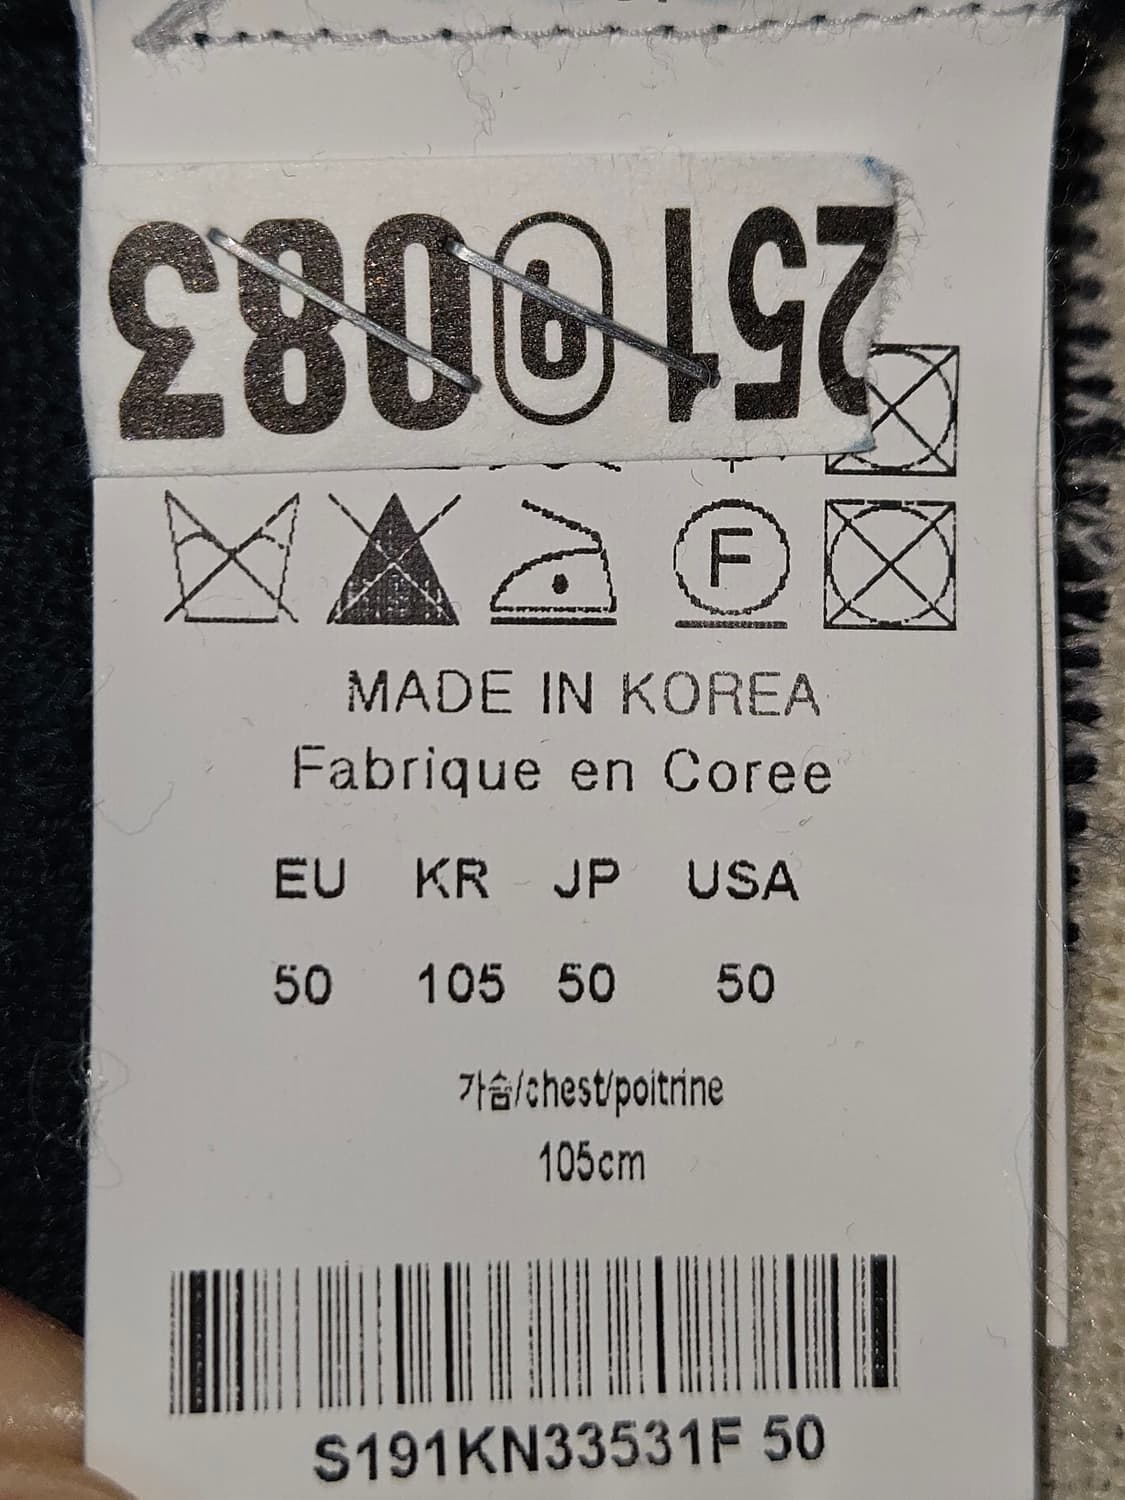 251 0 083
F
MADE IN KOREA
Fabrique en Coree
EU KR JP USA
50 105 50 50
가슴/chest/poitrine
105cm
S191KN33531F 50